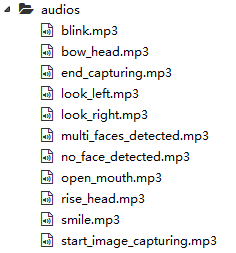 audios
blink.mp3
bow_head.mp3
end_capturing.mp3
look_left.mp3
look_right.mp3
multi_faces_detected.mp3
no_face_detected.mp3
open_mouth.mp3
rise_head.mp3
smile.mp3
start_image_capturing.mp3